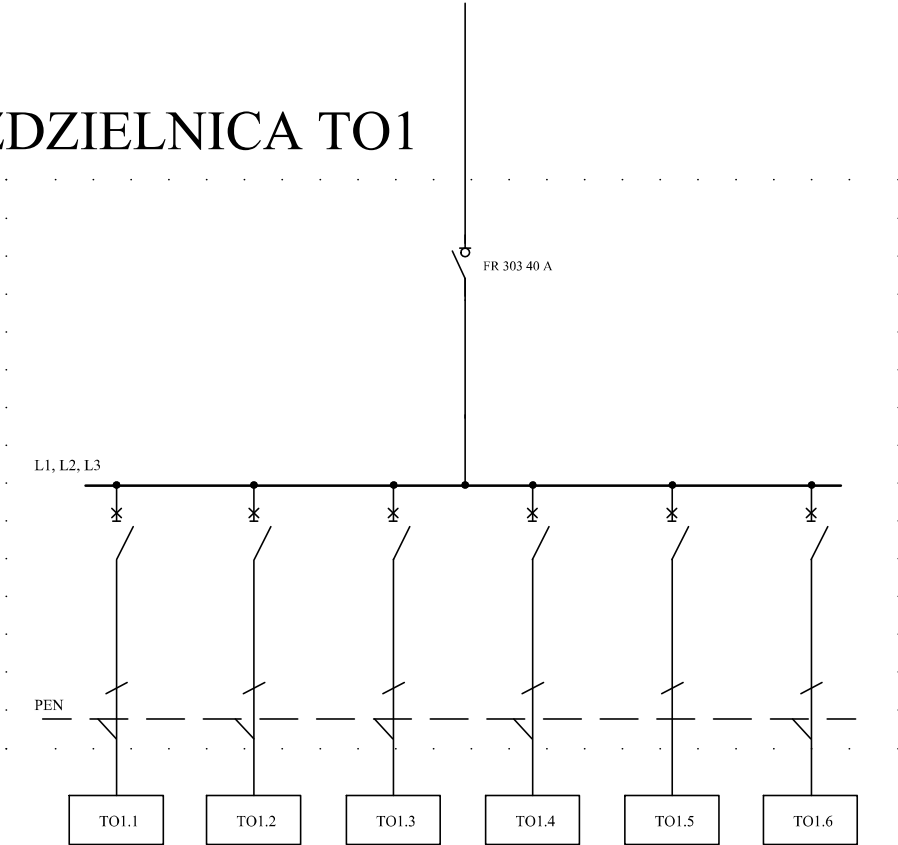 ZDZIELNICA TO1
FR 303 40 A
L1, L2, L3
PEN
TO1.1 TO1.2 TO1.3 TO1.4 TO1.5 TO1.6